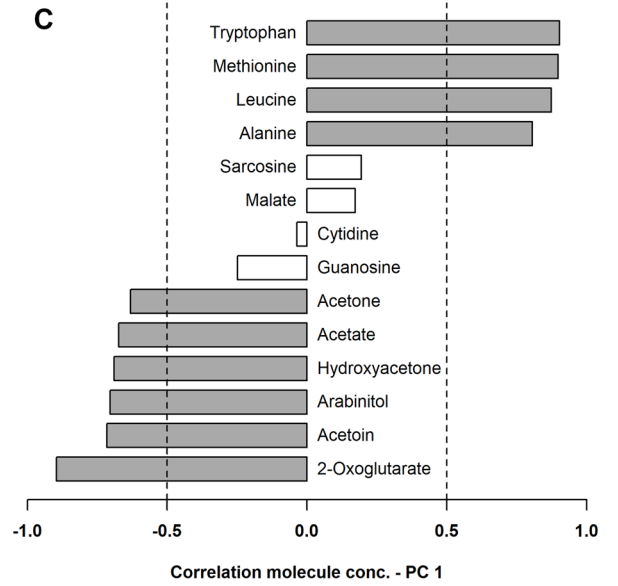 C
Tryptophan
Methionine
Leucine
Alanine
Sarcosine
Malate
Cytidine
Guanosine
Acetone
Acetate
Hydroxyacetone
Arabinitol
Acetoin
2-Oxoglutarate
-1.0 -0.5 0.0 0.5 1.0
Correlation molecule conc. - PC 1